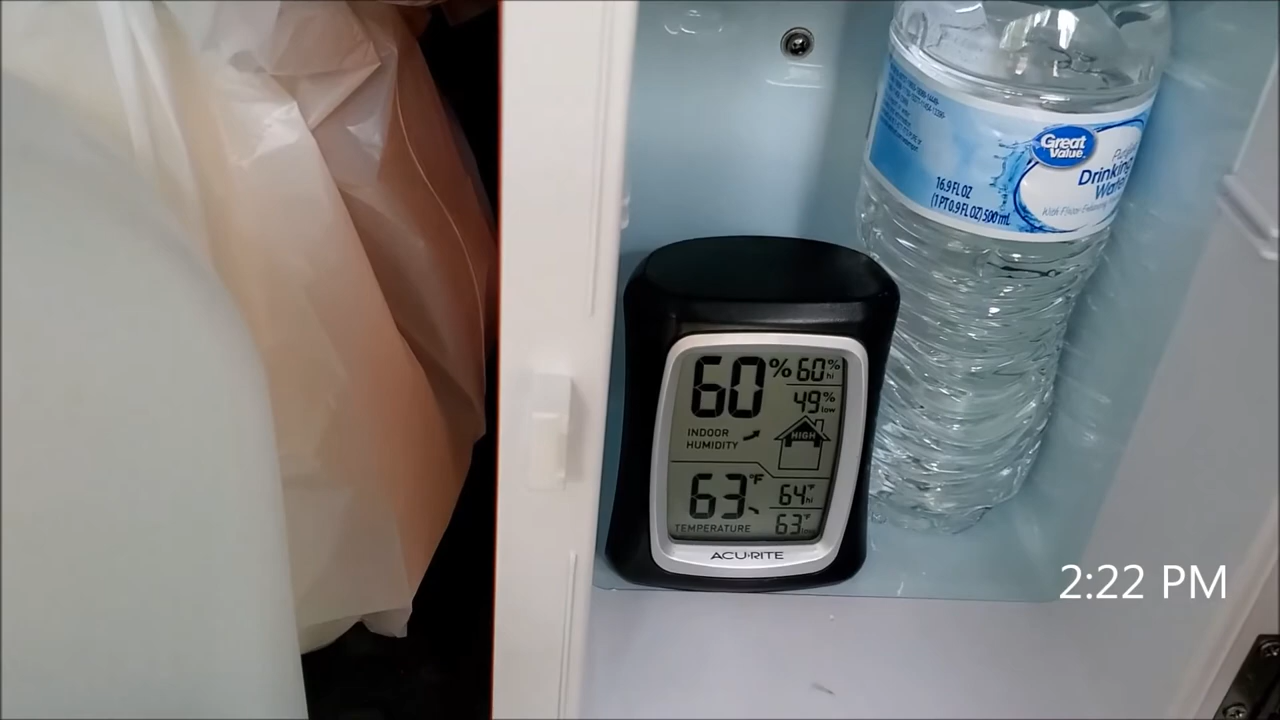 Great
Value
Drinking
Water
16.9 FL OZ
(1 PT 0.9 FL OZ) 500 mL
60% 60% hi
49% low
INDOOR
HUMIDITY
HIGH
63°F 64°F hi
63°F
TEMPERATURE
ACU·RITE
2:22 PM